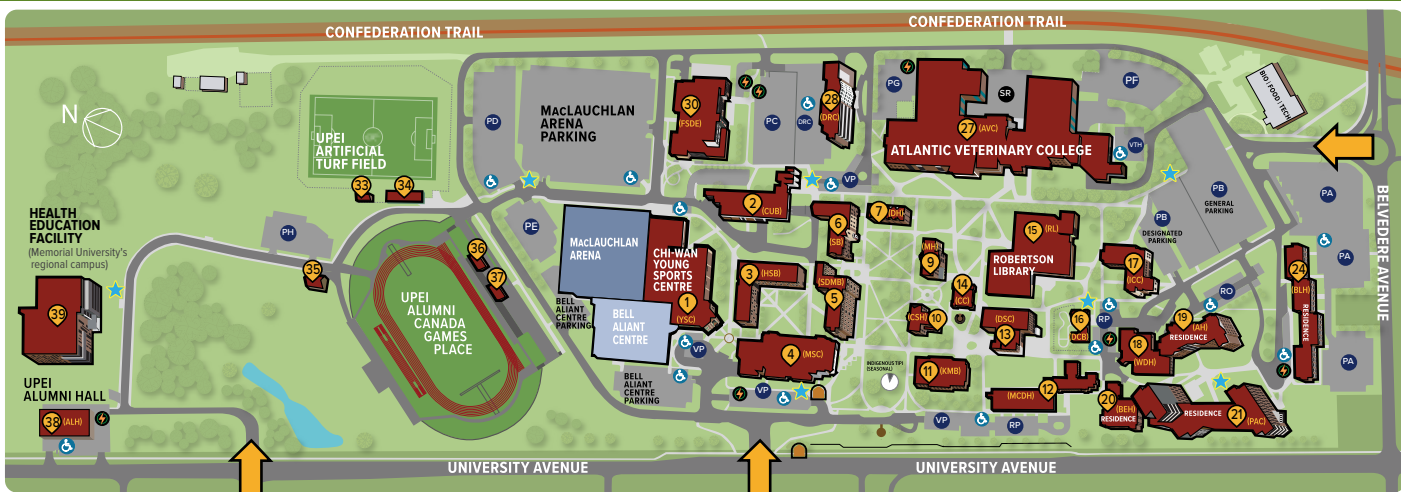 CONFEDERATION TRAIL
CONFEDERATION TRAIL
N
UPEI
ARTIFICIAL
TURF FIELD
33
34
PD
MACLAUCHLAN
ARENA
PARKING
30
(FSDE)
PC
DRC
28
(DRC)
VP
PG
SR
PF
27 (AVC)
ATLANTIC VETERINARY COLLEGE
VTH
BIO | FOOD | TECH
PB
GENERAL
PARKING
PB
DESIGNATED
PARKING
PA
PA
PA
BELVEDERE AVENUE
HEALTH
EDUCATION
FACILITY
(Memorial University's
regional campus)
39
PH
35
36
37
UPEI
ALUMNI
CANADA
GAMES
PLACE
PE
MACLAUCHLAN
ARENA
CHI-WAN
YOUNG
SPORTS
CENTRE
1
(YSC)
BELL
ALIANT
CENTRE
PARKING
BELL
ALIANT
CENTRE
VP
BELL
ALIANT
CENTRE
PARKING
2
(CUB)
3 (HSB)
4 (MSC)
VP
(SDMB)
5
6
(SB)
7 (DH)
(MH)
9
(CSH) 10
14
(CC)
15 (RL)
ROBERTSON
LIBRARY
(DSC)
13
11 (KMB)
INDIGENOUS TIPI
(SEASONAL)
(MCDH) 12
VP
RP
16
DCB)
RP
17
(ICC)
RO
19
(AH)
RESIDENCE
18
(WDH)
20
(BEH)
RESIDENCE
RESIDENCE
21
(PAC)
24
(BLH)
RESIDENCE
UPEI
ALUMNI HALL
38 (ALH)
UNIVERSITY AVENUE
UNIVERSITY AVENUE